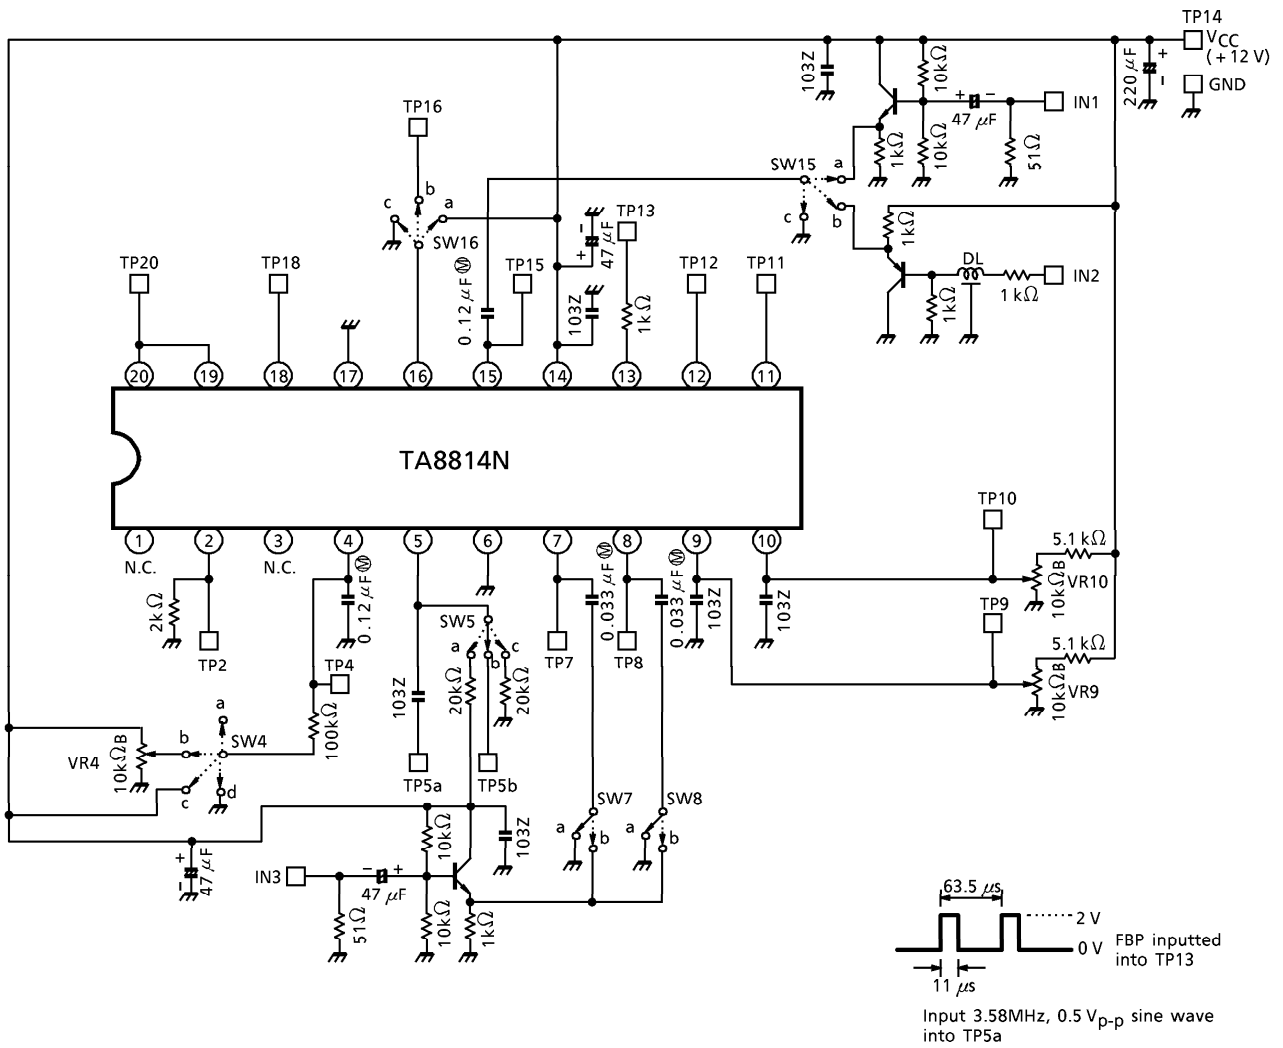 TP14
VCC
(+12 V)
GND
220 μF
+
−
103Z
10kΩ
+ −
47 μF
IN1
1kΩ
10kΩ
51Ω
TP16
SW15
a
b
c
b
c
a
SW16
−
+
47 μF
TP13
1kΩ
DL
IN2
1kΩ
1kΩ
TP20
TP18
0.12 μF Ⓜ
TP15
103Z
1kΩ
TP12
TP11
20
19
18
17
16
15
14
13
12
11
TA8814N
1
2
3
4
5
6
7
8
9
10
N.C.
N.C.
TP10
5.1kΩ
10kΩB
VR10
TP9
5.1kΩ
10kΩB
VR9
2kΩ
TP2
0.12 μF Ⓜ
TP4
100kΩ
SW5
a
b
c
103Z
20kΩ
20kΩ
TP5a
TP5b
TP7
0.033 μF Ⓜ
TP8
0.033 μF Ⓜ
103Z
103Z
a
b
SW4
c
d
VR4
10kΩB
+
−
47 μF
SW7
a
b
SW8
a
b
10kΩ
103Z
IN3
− +
47 μF
51Ω
10kΩ
1kΩ
63.5 μs
2 V
0 V
11 μs
FBP inputted
into TP13
Input 3.58MHz, 0.5 Vp-p sine wave
into TP5a